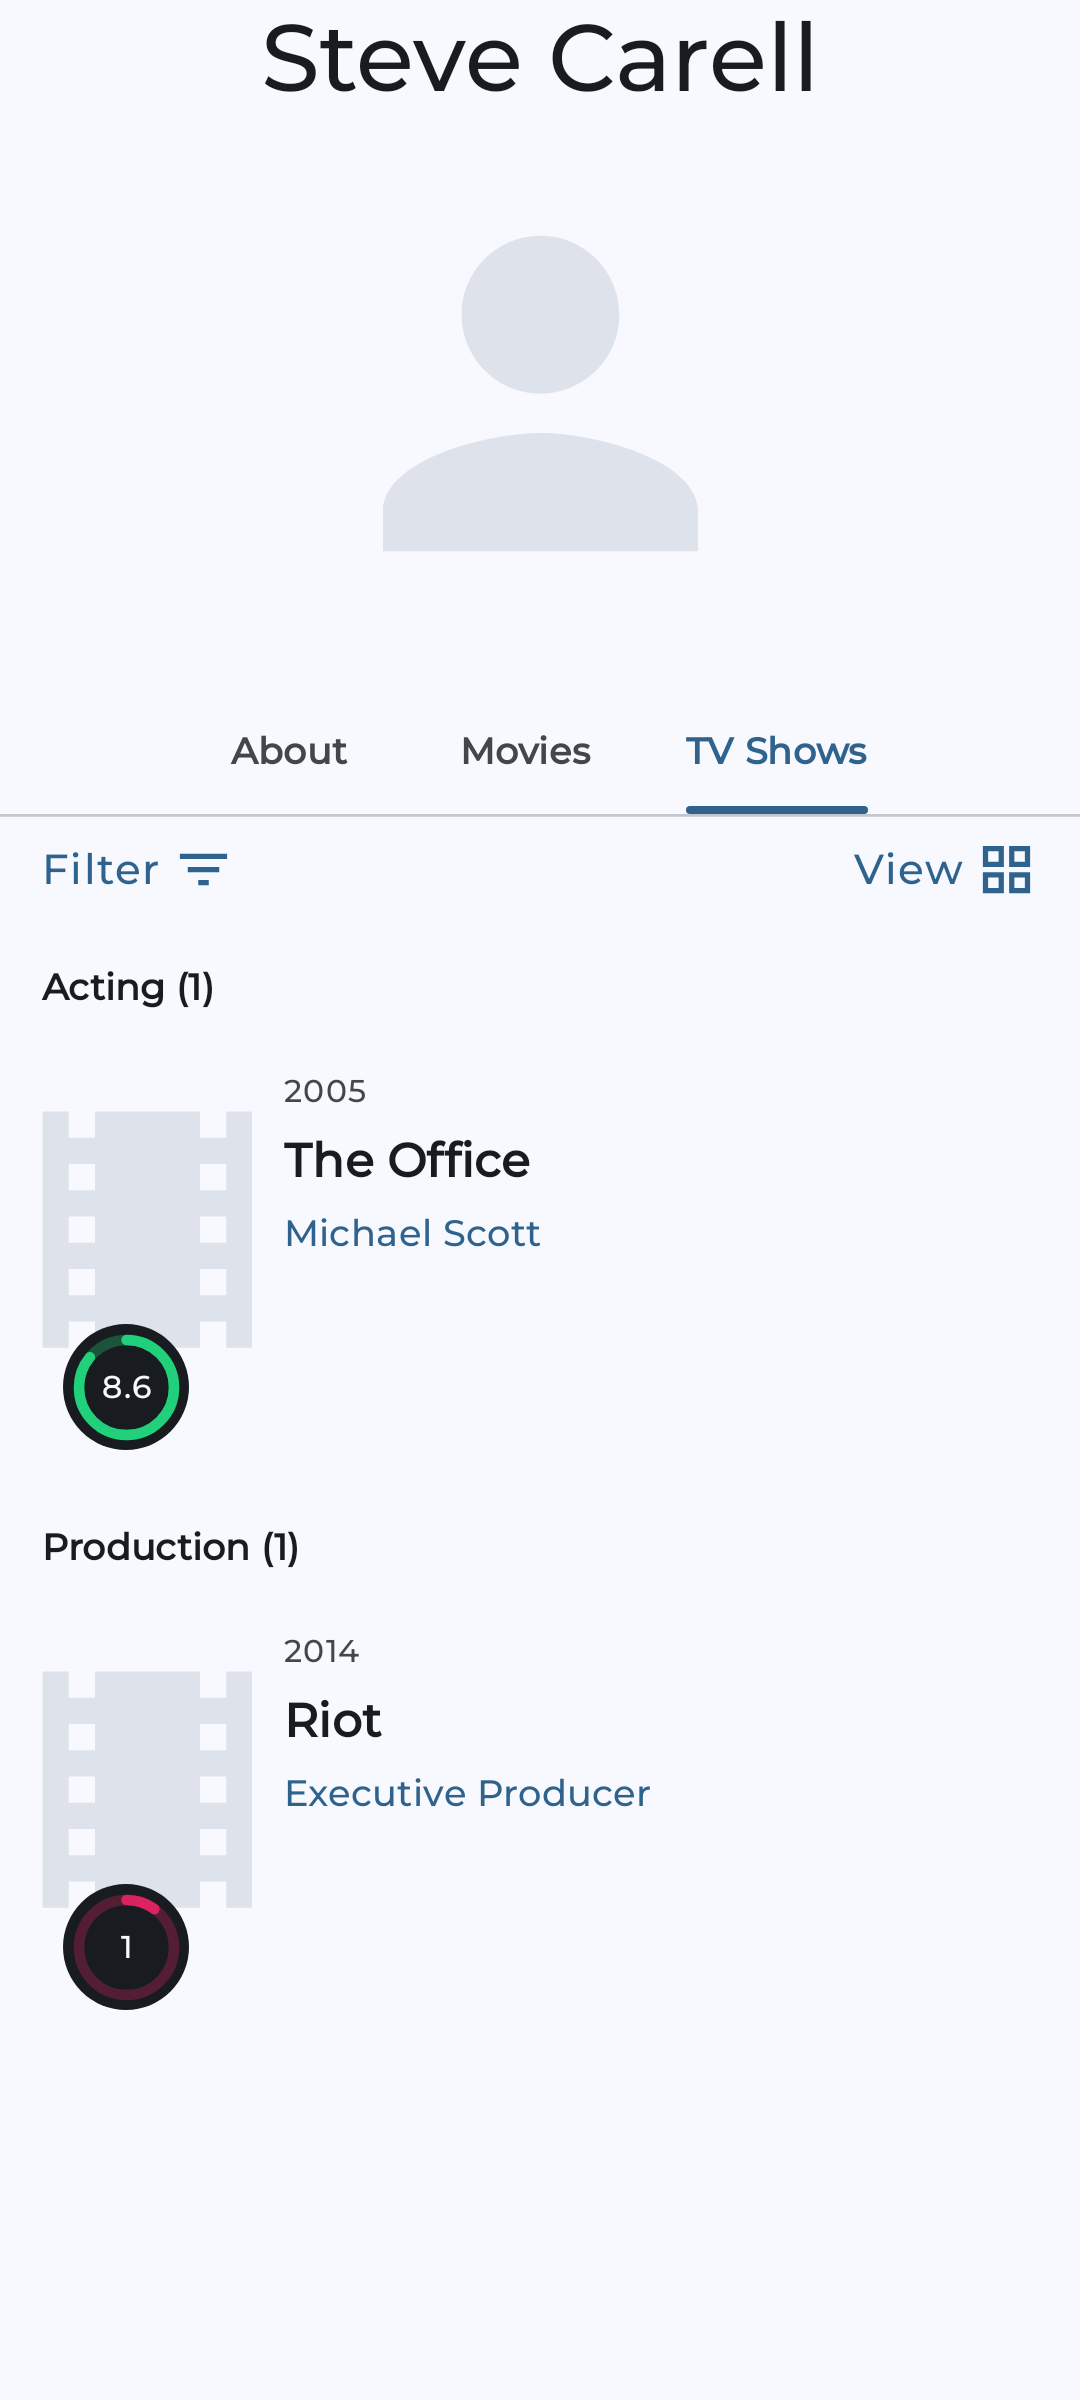 Steve Carell
About Movies TV Shows
Filter View
Acting (1)
2005
The Office
Michael Scott
8.6
Production (1)
2014
Riot
Executive Producer
1